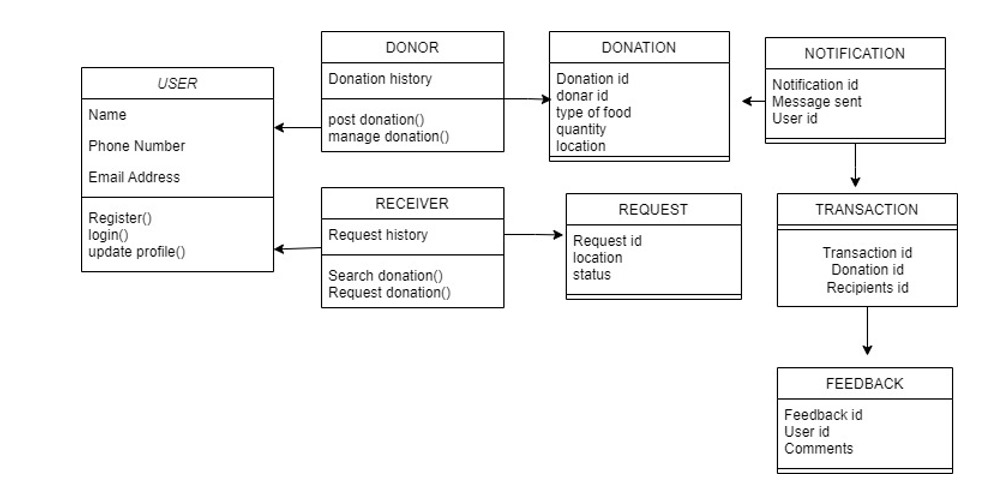 USER
Name
Phone Number
Email Address
Register()
login()
update profile()
DONOR
Donation history
post donation()
manage donation()
RECEIVER
Request history
Search donation()
Request donation()
DONATION
Donation id
donar id
type of food
quantity
location
REQUEST
Request id
location
status
NOTIFICATION
Notification id
Message sent
User id
TRANSACTION
Transaction id
Donation id
Recipients id
FEEDBACK
Feedback id
User id
Comments